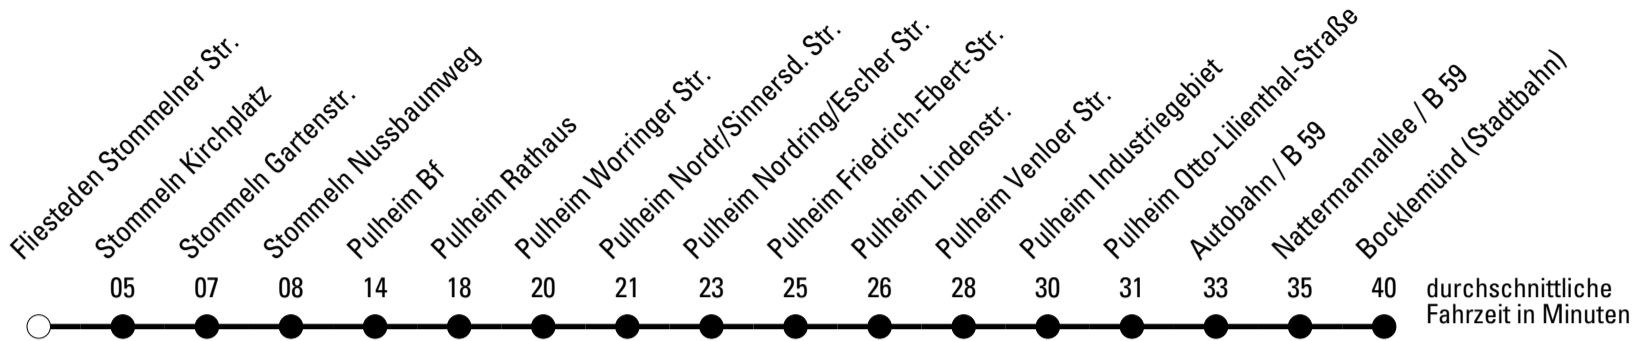 Fliesteden Stommelner Str.
Stommeln Kirchplatz
Stommeln Gartenstr.
Stommeln Nussbaumweg
Pulheim Bf
Pulheim Rathaus
Pulheim Worringer Str.
Pulheim Nordr/Sinnersd. Str.
Pulheim Nordring/Escher Str.
Pulheim Friedrich-Ebert-Str.
Pulheim Lindenstr.
Pulheim Venloer Str.
Pulheim Industriegebiet
Pulheim Otto-Lilienthal-Straße
Autobahn / B 59
Nattermannallee / B 59
Bocklemünd (Stadtbahn)
05 07 08 14 18 20 21 23 25 26 28 30 31 33 35 40 durchschnittliche
Fahrzeit in Minuten